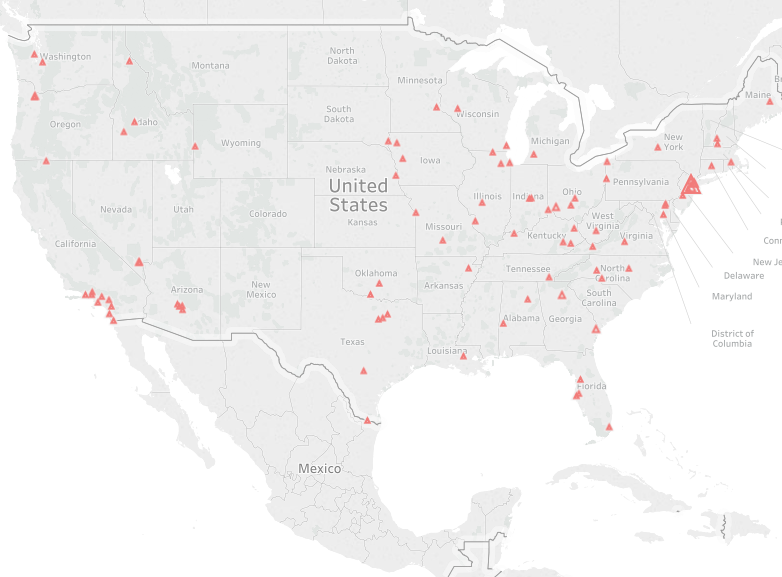 Washington
Montana
North
Dakota
Minnesota
Maine
Oregon
Idaho
South
Dakota
Wisconsin
Michigan
New
York
Wyoming
Nebraska
Iowa
Pennsylvania
United
States
Nevada
Utah
Colorado
Kansas
Illinois
Indiana
Ohio
California
Missouri
West
Virginia
Virginia
Kentucky
Conn
New Je
Delaware
Maryland
District of
Columbia
Arizona
New
Mexico
Oklahoma
Arkansas
Tennessee
North
Carolina
South
Carolina
Texas
Louisiana
Alabama
Georgia
Florida
Mexico